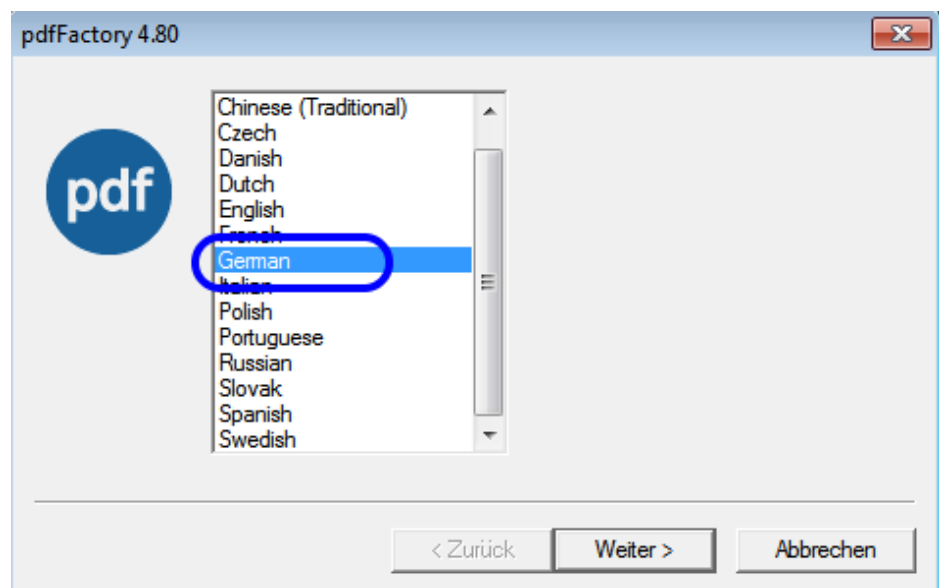 pdfFactory 4.80
pdf
Chinese (Traditional)
Czech
Danish
Dutch
English
French
German
Italian
Polish
Portuguese
Russian
Slovak
Spanish
Swedish
< Zurück
Weiter >
Abbrechen